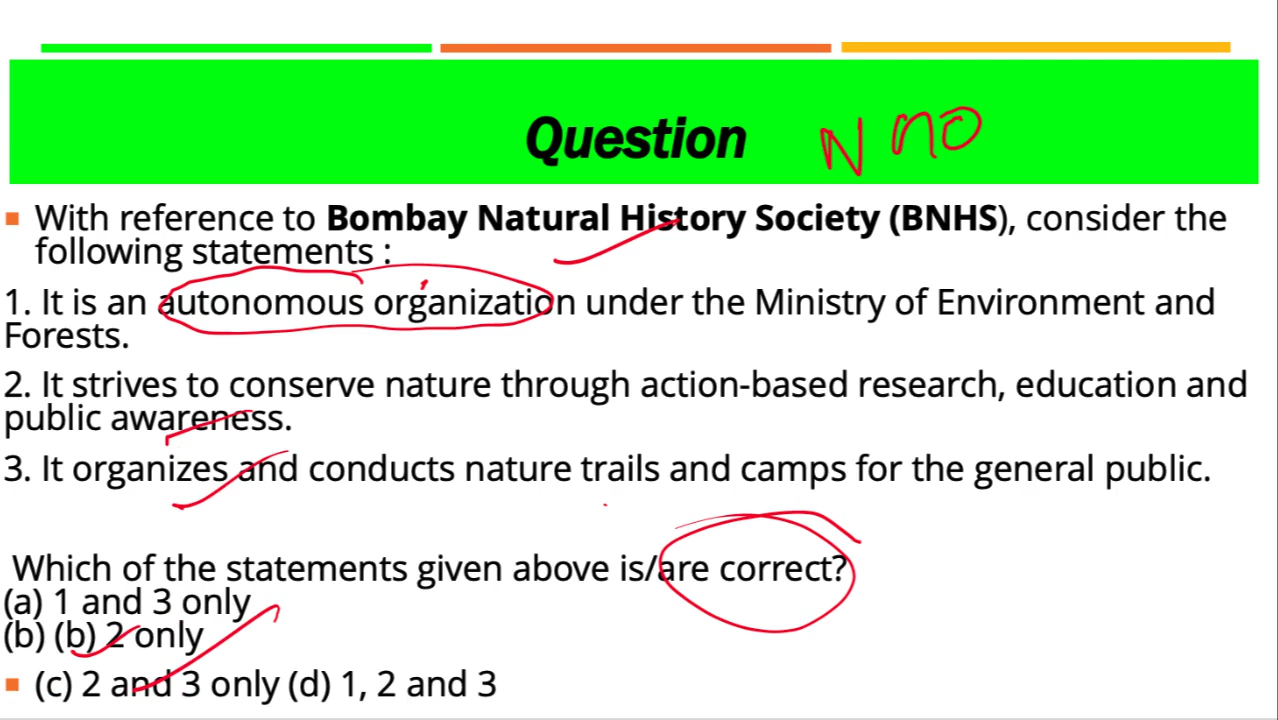 Question
With reference to Bombay Natural History Society (BNHS), consider the
following statements :
1. It is an autonomous organization under the Ministry of Environment and
Forests.
2. It strives to conserve nature through action-based research, education and
public awareness.
3. It organizes and conducts nature trails and camps for the general public.
Which of the statements given above is/are correct?
(a) 1 and 3 only
(b) (b) 2 only
(c) 2 and 3 only (d) 1, 2 and 3